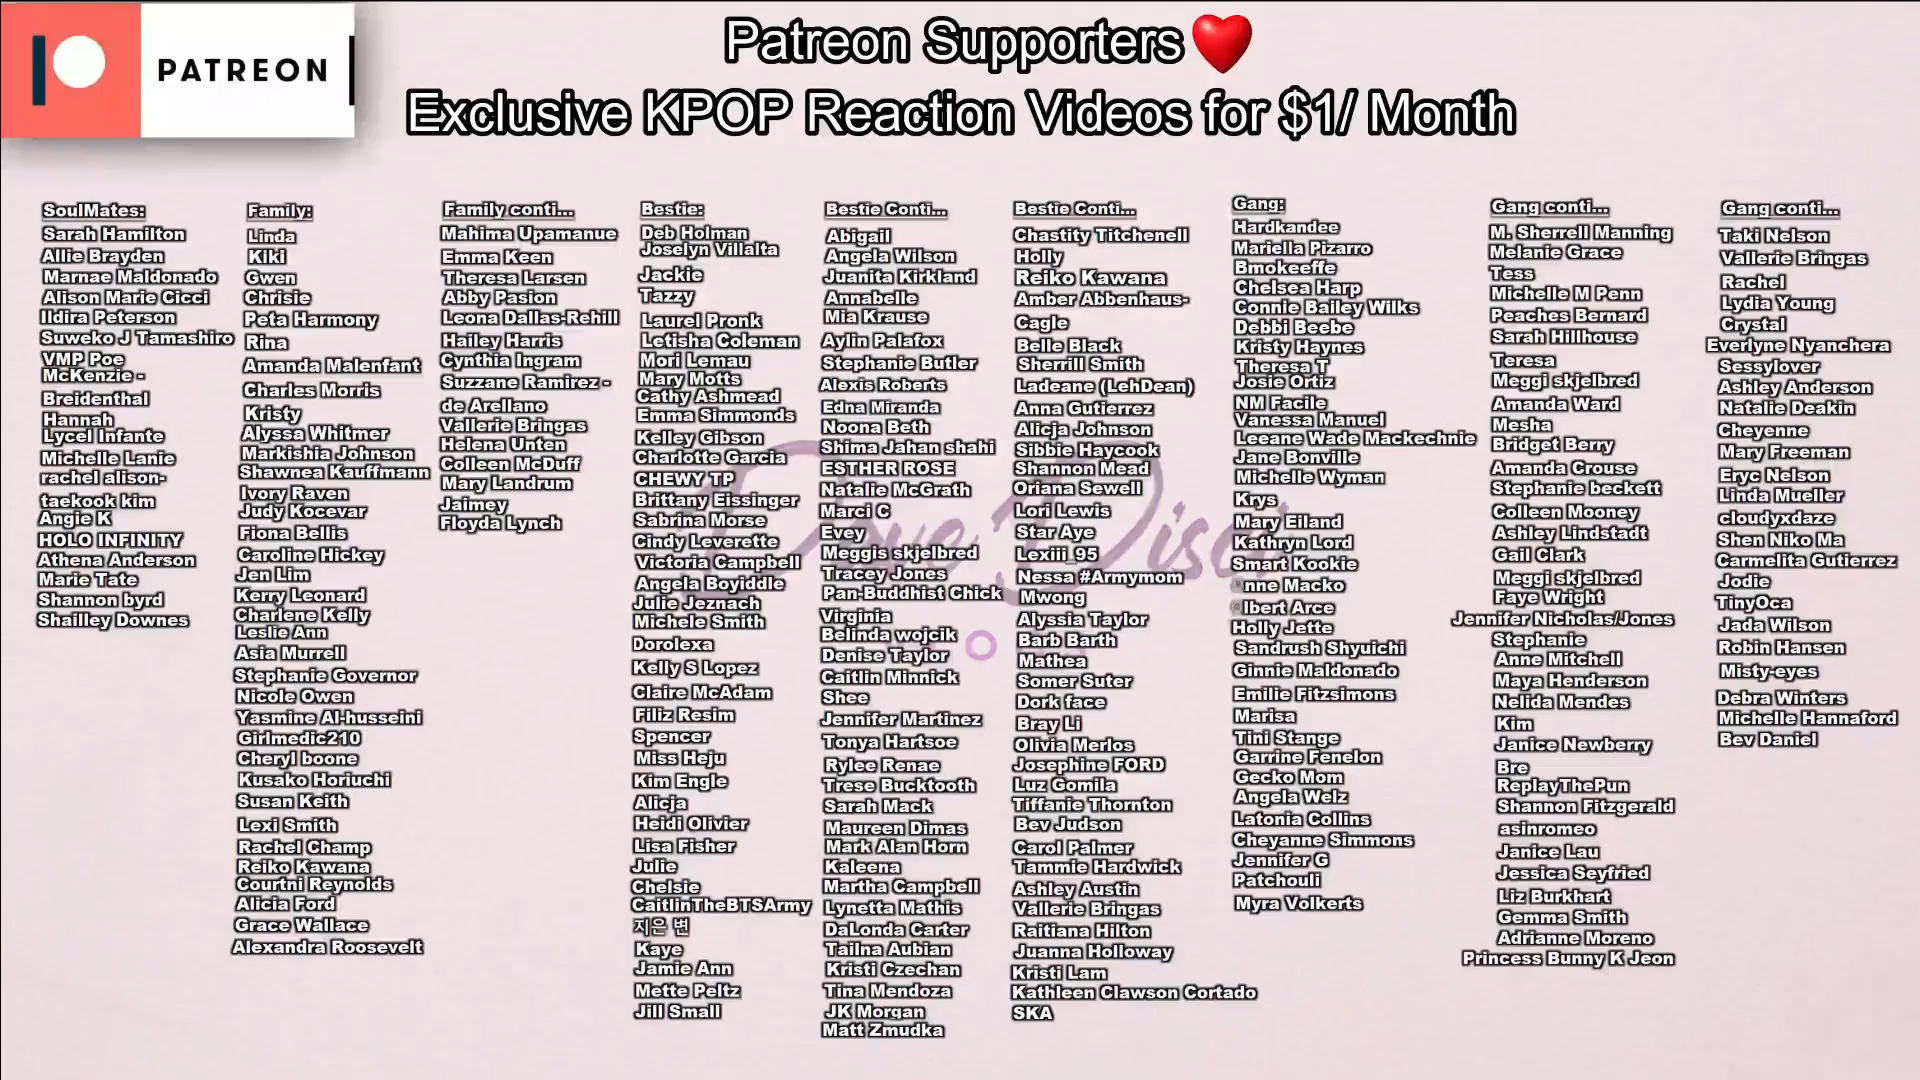 PATREON
Patreon Supporters
Exclusive KPOP Reaction Videos for $1/ Month
SoulMates:
Sarah Hamilton
Allie Brayden
Marnae Maldonado
Alison Marie Cicci
Ildira Peterson
Suweko J Tamashiro
VMP Poe
McKenzie -
Breidenthal
Hannah
Lycel Infante
Michelle Lanie
rachel alison-
taekook kim
Angie K
HOLO INFINITY
Athena Anderson
Marie Tate
Shannon byrd
Shailley Downes
Family:
Linda
Kiki
Gwen
Chrisie
Peta Harmony
Rina
Amanda Malenfant
Charles Morris
Kristy
Alyssa Whitmer
Markishia Johnson
Shawnea Kauffmann
Ivory Raven
Judy Kocevar
Fiona Bellis
Caroline Hickey
Jen Lim
Kerry Leonard
Charlene Kelly
Leslie Ann
Asia Murrell
Stephanie Governor
Nicole Owen
Yasmine Al-husseini
Girlmedic210
Cheryl boone
Kusako Horiuchi
Susan Keith
Lexi Smith
Rachel Champ
Reiko Kawana
Courtni Reynolds
Alicia Ford
Grace Wallace
Alexandra Roosevelt
Family conti...
Mahima Upamanue
Emma Keen
Theresa Larsen
Abby Pasion
Leona Dallas-Rehill
Hailey Harris
Cynthia Ingram
Suzzane Ramirez -
de Arellano
Vallerie Bringas
Helena Unten
Colleen McDuff
Mary Landrum
Jaimey
Floyda Lynch
Bestie:
Deb Holman
Joselyn Villalta
Jackie
Tazzy
Laurel Pronk
Letisha Coleman
Mori Lemau
Mary Motts
Cathy Ashmead
Emma Simmonds
Kelley Gibson
Charlotte Garcia
CHEWY TP
Brittany Eissinger
Sabrina Morse
Cindy Leverette
Victoria Campbell
Angela Boyiddle
Julie Jeznach
Michele Smith
Dorolexa
Kelly S Lopez
Claire McAdam
Filiz Resim
Spencer
Miss Heju
Kim Engle
Alicja
Heidi Olivier
Lisa Fisher
Julie
Chelsie
CaitlinTheBTSArmy
지은 변
Kaye
Jamie Ann
Mette Peltz
Jill Small
Bestie Conti...
Abigail
Angela Wilson
Juanita Kirkland
Annabelle
Mia Krause
Aylin Palafox
Stephanie Butler
Alexis Roberts
Edna Miranda
Noona Beth
Shima Jahan shahi
ESTHER ROSE
Natalie McGrath
Marci C
Evey
Meggis skjelbred
Tracey Jones
Pan-Buddhist Chick
Virginia
Belinda wojcik
Denise Taylor
Caitlin Minnick
Shee
Jennifer Martinez
Tonya Hartsoe
Rylee Renae
Trese Bucktooth
Sarah Mack
Maureen Dimas
Mark Alan Horn
Kaleena
Martha Campbell
Lynetta Mathis
DaLonda Carter
Tailna Aubian
Kristi Czechan
Tina Mendoza
JK Morgan
Matt Zmudka
Bestie Conti...
Chastity Titchenell
Holly
Reiko Kawana
Amber Abbenhaus-
Cagle
Belle Black
Sherrill Smith
Ladeane (LehDean)
Anna Gutierrez
Alicja Johnson
Sibbie Haycook
Shannon Mead
Oriana Sewell
Lori Lewis
Star Aye
Lexiii_95
Nessa #Armymom
Mwong
Alyssia Taylor
Barb Barth
Mathea
Somer Suter
Dork face
Bray Li
Olivia Merlos
Josephine FORD
Luz Gomila
Tiffanie Thornton
Bev Judson
Carol Palmer
Tammie Hardwick
Ashley Austin
Vallerie Bringas
Raitiana Hilton
Juanna Holloway
Kristi Lam
Kathleen Clawson Cortado
SKA
Gang:
Hardkandee
Mariella Pizarro
Bmokeeffe
Chelsea Harp
Connie Bailey Wilks
Debbi Beebe
Kristy Haynes
Theresa T
Josie Ortiz
NM Facile
Vanessa Manuel
Leeane Wade Mackechnie
Jane Bonville
Michelle Wyman
Krys
Mary Eiland
Kathryn Lord
Smart Kookie
nne Macko
lbert Arce
Holly Jette
Sandrush Shyuichi
Ginnie Maldonado
Emilie Fitzsimons
Marisa
Tini Stange
Garrine Fenelon
Gecko Mom
Angela Welz
Latonia Collins
Cheyanne Simmons
Jennifer G
Patchouli
Myra Volkerts
Gang conti...
M. Sherrell Manning
Melanie Grace
Tess
Michelle M Penn
Peaches Bernard
Sarah Hillhouse
Teresa
Meggi skjelbred
Amanda Ward
Mesha
Bridget Berry
Amanda Crouse
Stephanie beckett
Colleen Mooney
Ashley Lindstadt
Gail Clark
Meggi skjelbred
Faye Wright
Jennifer Nicholas/Jones
Stephanie
Anne Mitchell
Maya Henderson
Nelida Mendes
Kim
Janice Newberry
Bre
ReplayThePun
Shannon Fitzgerald
asinromeo
Janice Lau
Jessica Seyfried
Liz Burkhart
Gemma Smith
Adrianne Moreno
Princess Bunny K Jeon
Gang conti...
Taki Nelson
Vallerie Bringas
Rachel
Lydia Young
Crystal
Everlyne Nyanchera
Sessylover
Ashley Anderson
Natalie Deakin
Cheyenne
Mary Freeman
Eryc Nelson
Linda Mueller
cloudyxdaze
Shen Niko Ma
Carmelita Gutierrez
Jodie
TinyOca
Jada Wilson
Robin Hansen
Misty-eyes
Debra Winters
Michelle Hannaford
Bev Daniel